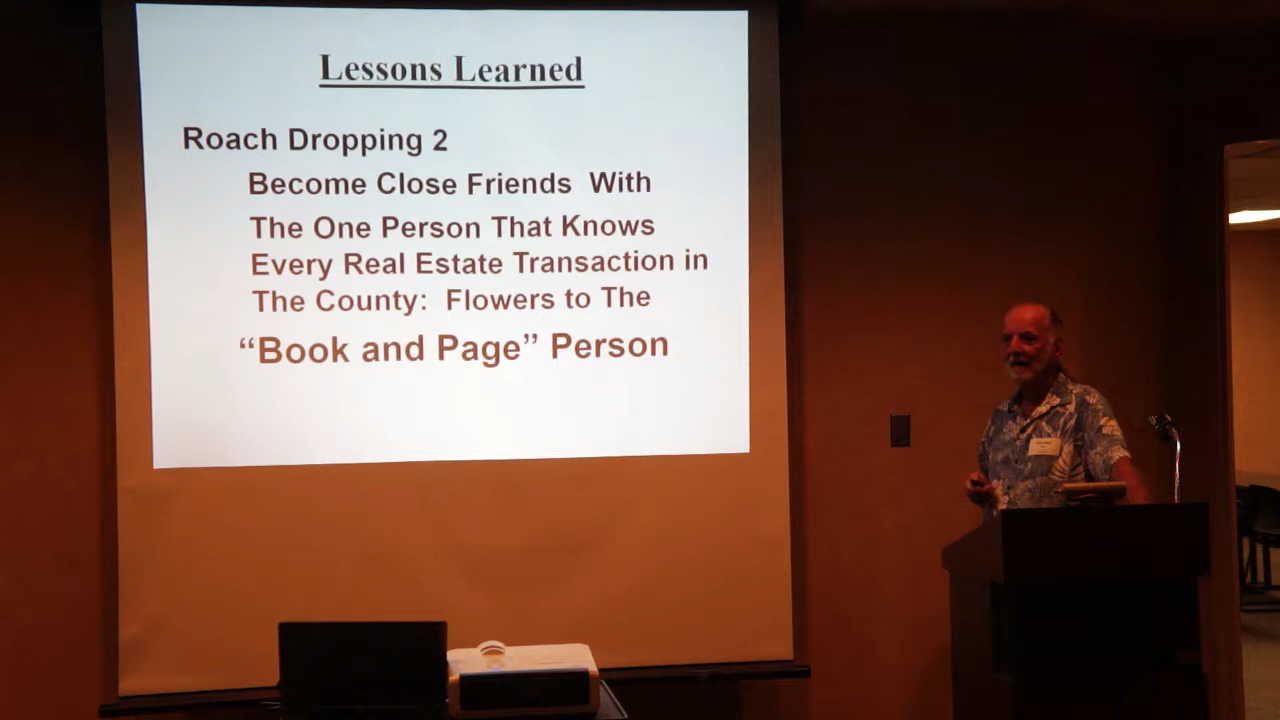 Lessons Learned
Roach Dropping 2
Become Close Friends With
The One Person That Knows
Every Real Estate Transaction in
The County: Flowers to The
“Book and Page” Person